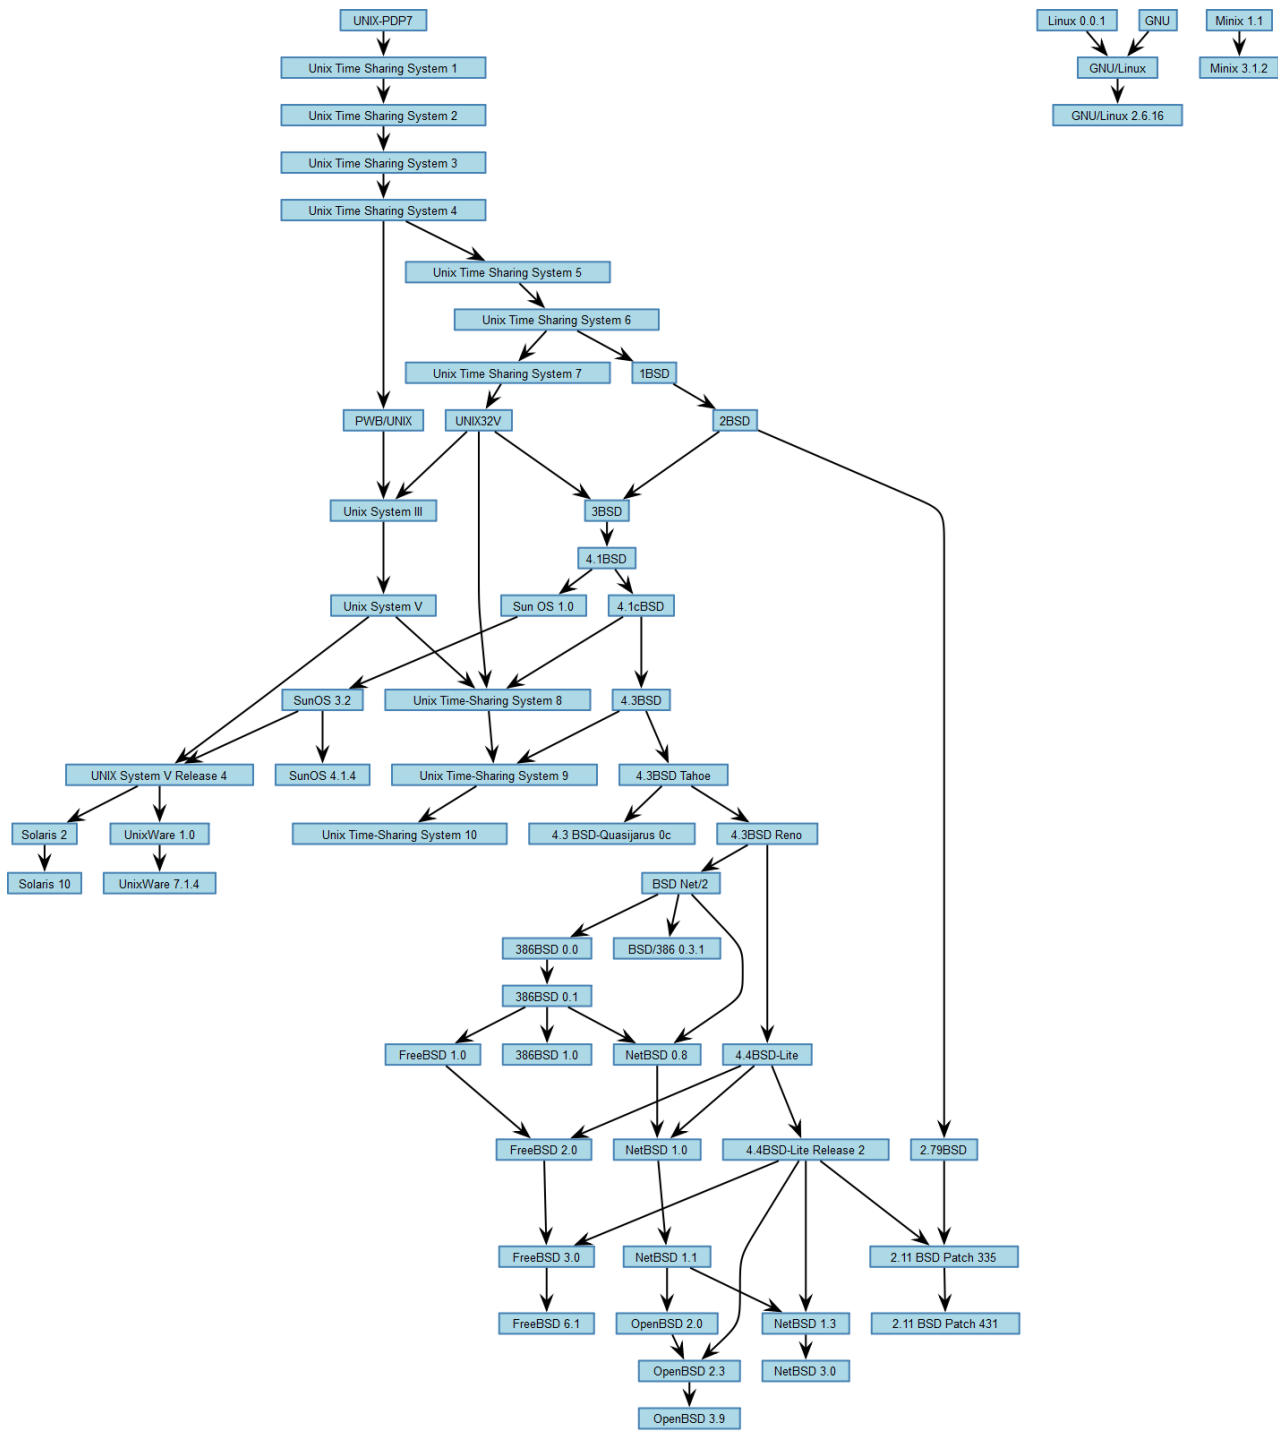 UNIX-PDP7
Linux 0.0.1
GNU
Minix 1.1
Unix Time Sharing System 1
GNU/Linux
Minix 3.1.2
Unix Time Sharing System 2
GNU/Linux 2.6.16
Unix Time Sharing System 3
Unix Time Sharing System 4
Unix Time Sharing System 5
Unix Time Sharing System 6
Unix Time Sharing System 7
1BSD
PWB/UNIX
UNIX32V
2BSD
Unix System III
3BSD
4.1BSD
Unix System V
Sun OS 1.0
4.1cBSD
SunOS 3.2
Unix Time-Sharing System 8
4.3BSD
UNIX System V Release 4
SunOS 4.1.4
Unix Time-Sharing System 9
4.3BSD Tahoe
Solaris 2
UnixWare 1.0
Unix Time-Sharing System 10
4.3 BSD-Quasijarus 0c
4.3BSD Reno
Solaris 10
UnixWare 7.1.4
BSD Net/2
386BSD 0.0
BSD/386 0.3.1
386BSD 0.1
FreeBSD 1.0
386BSD 1.0
NetBSD 0.8
4.4BSD-Lite
FreeBSD 2.0
NetBSD 1.0
4.4BSD-Lite Release 2
2.79BSD
FreeBSD 3.0
NetBSD 1.1
2.11 BSD Patch 335
FreeBSD 6.1
OpenBSD 2.0
NetBSD 1.3
2.11 BSD Patch 431
OpenBSD 2.3
NetBSD 3.0
OpenBSD 3.9